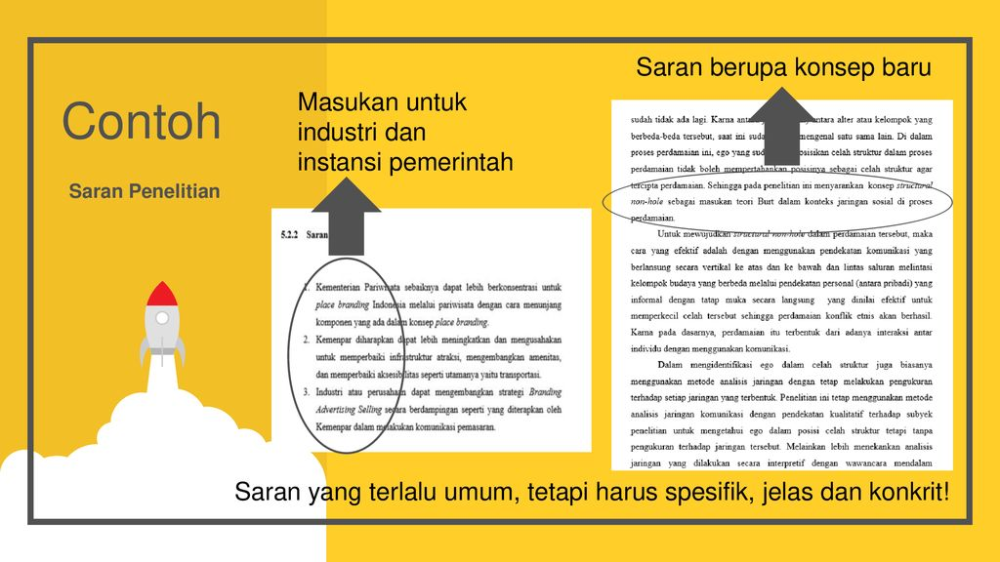 Contoh
Saran Penelitian
Masukan untuk
industri dan
instansi pemerintah
Saran berupa konsep baru
5.2.2 Saran
1. Kementerian Pariwisata sebaiknya dapat lebih berkonsentrasi untuk
place branding Indonesia melalui pariwisata dengan cara menunjang
komponen yang ada dalam konsep place branding.
2. Kemenpar diharapkan dapat lebih meningkatkan dan mengusahakan
untuk memperbaiki infrastruktur atraksi, mengembangkan amenitas,
dan memperbaiki aksesibilitas seperti utamanya yaitu transportasi.
3. Industri atau perusahaan dapat mengembangkan strategi Branding
Advertising Selling secara berdampingan seperti yang diterapkan oleh
Kemenpar dalam melakukan komunikasi pemasaran.
sudah tidak ada lagi. Karna antara alter atau kelompok yang
berbeda-beda tersebut, saat ini mengenal satu sama lain. Di dalam
proses perdamaian ini, ego yang celah struktur dalam proses
perdamaian tidak boleh mempertahankan posisinya sebagai celah struktur agar
tercipta perdamaian. Sehingga pada penelitian ini menyarankan konsep structural
non-hole sebagai masukan teori Burt dalam konteks jaringan sosial di proses
perdamaian.
Untuk mewujudkan structural non-hole dalam perdamaian tersebut, maka
cara yang efektif adalah dengan menggunakan pendekatan komunikasi yang
berlansung secara vertikal ke atas dan ke bawah dan lintas saluran melintasi
kelompok budaya yang berbeda melalui pendekatan personal (antara pribadi) yang
informal dengan tatap muka secara langsung yang dinilai efektif untuk
memperkecil celah tersebut sehingga perdamaian konflik etnis akan berhasil.
Karna pada dasarnya, perdamaian itu terbentuk dari adanya interaksi antar
individu dengan menggunakan komunikasi.
Dalam mengidentifikasi ego dalam celah struktur juga biasanya
menggunakan metode analisis jaringan dengan tetap melakukan pengukuran
terhadap setiap jaringan yang terbentuk. Penelitian ini tetap menggunakan metode
analisis jaringan komunikasi dengan pendekatan kualitatif terhadap subyek
penelitian untuk mengetahui ego dalam posisi celah struktur tetapi tanpa
pengukuran terhadap jaringan tersebut. Melainkan lebih menekankan analisis
jaringan yang dilakukan secara interpretif dengan wawancara mendalam
Saran yang terlalu umum, tetapi harus spesifik, jelas dan konkrit!